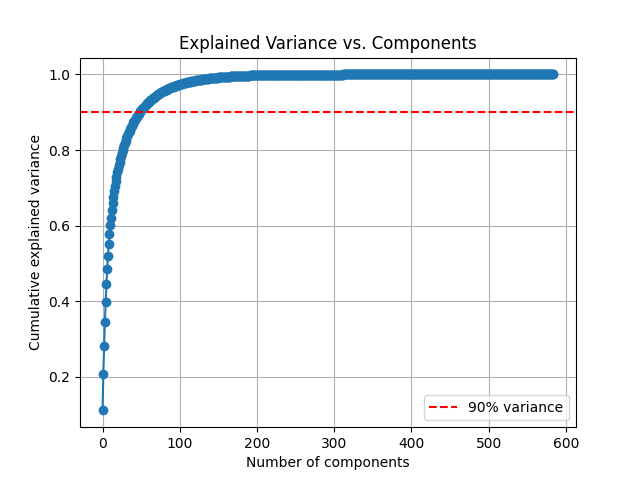 Explained Variance vs. Components
Cumulative explained variance
1.0
0.8
0.6
0.4
0.2
90% variance
0 100 200 300 400 500 600
Number of components